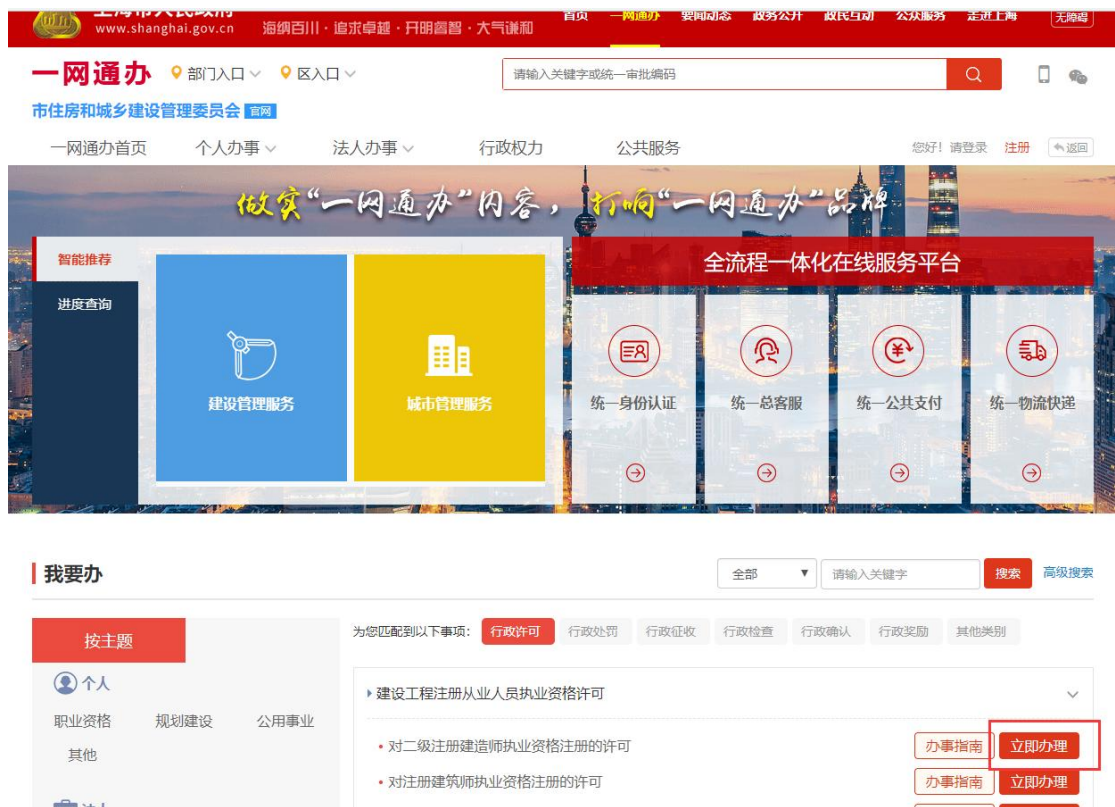 上海市人民政府
www.shanghai.gov.cn
海纳百川·追求卓越·开明睿智·大气谦和
首页 一网通办 要闻动态 政务公开 政民互动 公众服务 走进上海 无障碍
一网通办 部门入口 区入口 请输入关键字或统一审批编码
市住房和城乡建设管理委员会 官网
一网通办首页 个人办事 法人办事 行政权力 公共服务 您好！请登录 注册 返回
做实“一网通办”内容，打响“一网通办”品牌
智能推荐
进度查询
建设管理服务
城市管理服务
全流程一体化在线服务平台
统一身份认证 统一总客服 统一公共支付 统一物流快递
我要办 全部 请输入关键字 搜索 高级搜索
按主题
个人
职业资格 规划建设 公用事业
其他
法人
为您匹配到以下事项： 行政许可 行政处罚 行政征收 行政检查 行政确认 行政奖励 其他类别
建设工程注册从业人员执业资格许可
• 对二级注册建造师执业资格注册的许可 办事指南 立即办理
• 对注册建筑师执业资格注册的许可 办事指南 立即办理